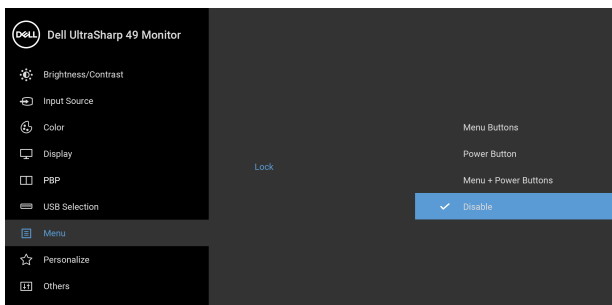 DELL Dell UltraSharp 49 Monitor
Brightness/Contrast
Input Source
Color
Display
PBP
USB Selection
Menu
Personalize
Others
Lock
Menu Buttons
Power Button
Menu + Power Buttons
Disable